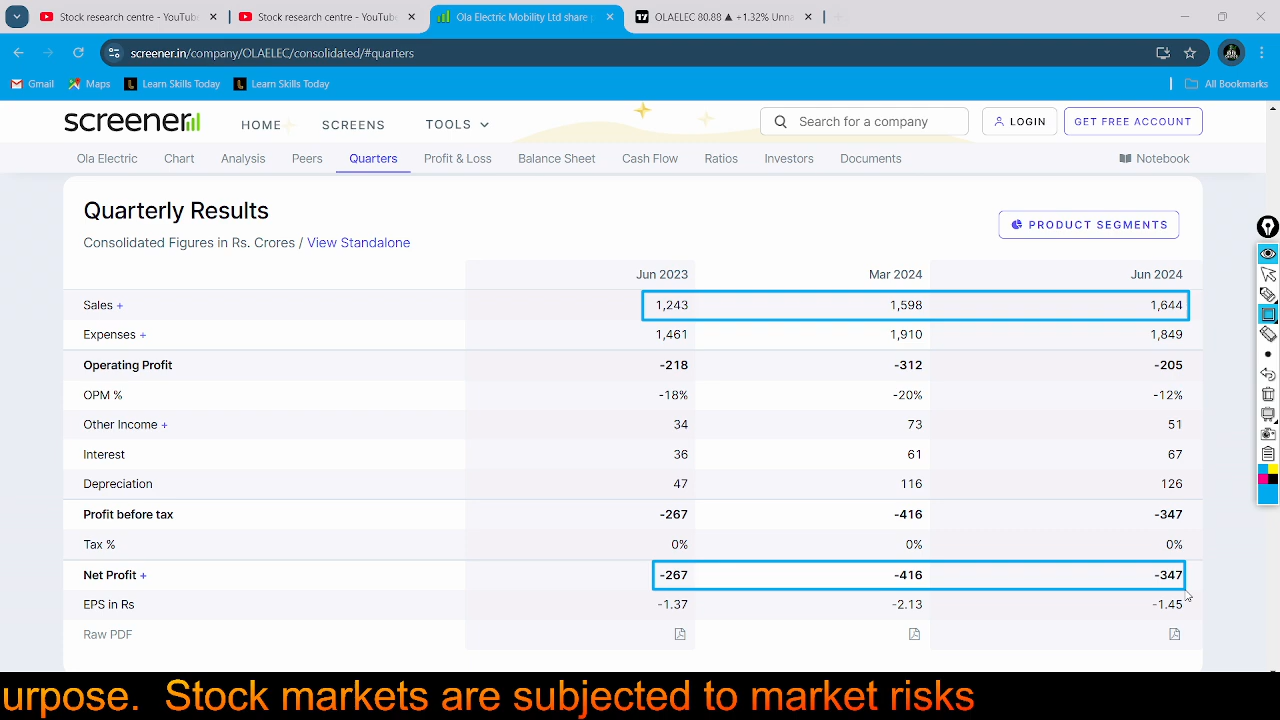 Stock research centre - YouTube
Stock research centre - YouTube
Ola Electric Mobility Ltd share p
OLAELEC 80.88 ▲ +1.32% Unna
screener.in/company/OLAELEC/consolidated/#quarters
Gmail
Maps
Learn Skills Today
Learn Skills Today
All Bookmarks
screener
HOME
SCREENS
TOOLS
Search for a company
LOGIN
GET FREE ACCOUNT
Ola Electric Chart Analysis Peers Quarters Profit & Loss Balance Sheet Cash Flow Ratios Investors Documents Notebook
Quarterly Results
Consolidated Figures in Rs. Crores / View Standalone
PRODUCT SEGMENTS
Jun 2023 Mar 2024 Jun 2024
Sales + 1,243 1,598 1,644
Expenses + 1,461 1,910 1,849
Operating Profit -218 -312 -205
OPM % -18% -20% -12%
Other Income + 34 73 51
Interest 36 61 67
Depreciation 47 116 126
Profit before tax -267 -416 -347
Tax % 0% 0% 0%
Net Profit + -267 -416 -347
EPS in Rs -1.37 -2.13 -1.45
Raw PDF
urpose. Stock markets are subjected to market risks